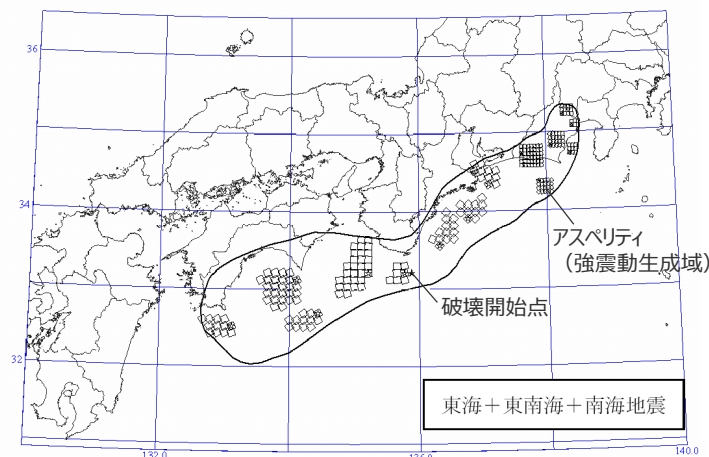 36
34
アスペリティ
（強震動生成域）
破壊開始点
32
東海＋東南海＋南海地震
132.0
136.0
140.0